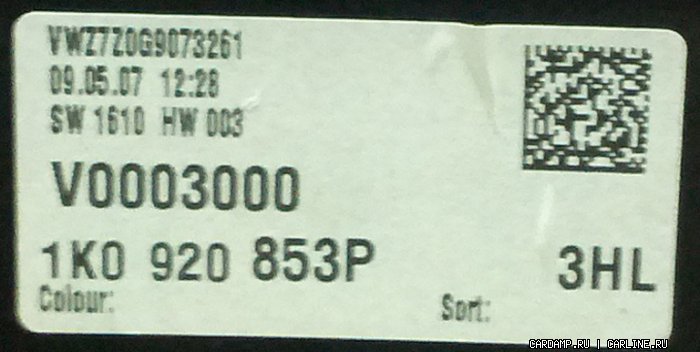 VWZ7Z0G9073261
09.05.07 12:28
SW 1610 HW 003
V0003000
1K0 920 853P 3HL
Colour: Sort:
CARDAMP.RU | CARLINE.RU